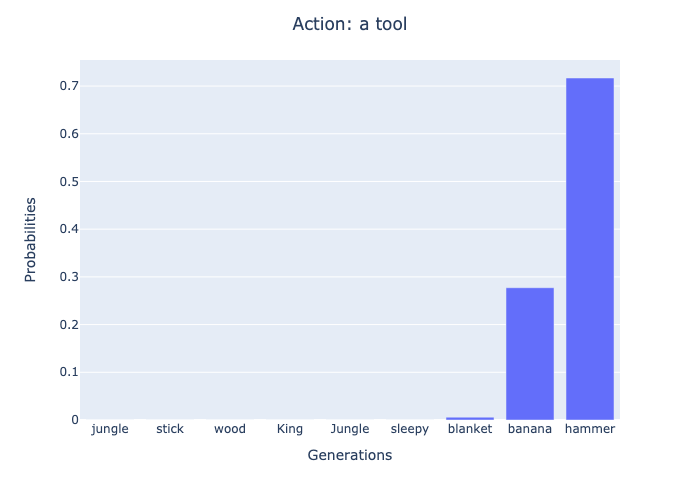 Action: a tool
Probabilities
0.7
0.6
0.5
0.4
0.3
0.2
0.1
0
jungle stick wood King Jungle sleepy blanket banana hammer
Generations